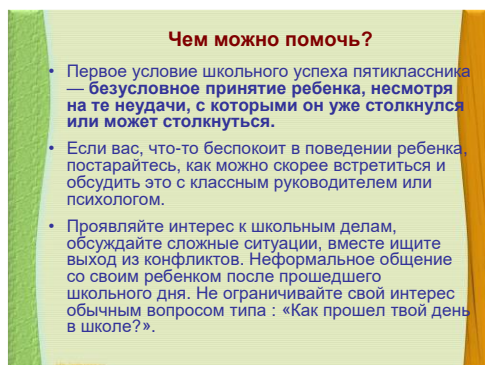 Чем можно помочь?
• Первое условие школьного успеха пятиклассника
— безусловное принятие ребенка, несмотря
на те неудачи, с которыми он уже столкнулся
или может столкнуться.
• Если вас, что-то беспокоит в поведении ребенка,
постарайтесь, как можно скорее встретиться и
обсудить это с классным руководителем или
психологом.
• Проявляйте интерес к школьным делам,
обсуждайте сложные ситуации, вместе ищите
выход из конфликтов. Неформальное общение
со своим ребенком после прошедшего
школьного дня. Не ограничивайте свой интерес
обычным вопросом типа : «Как прошел твой день
в школе?».